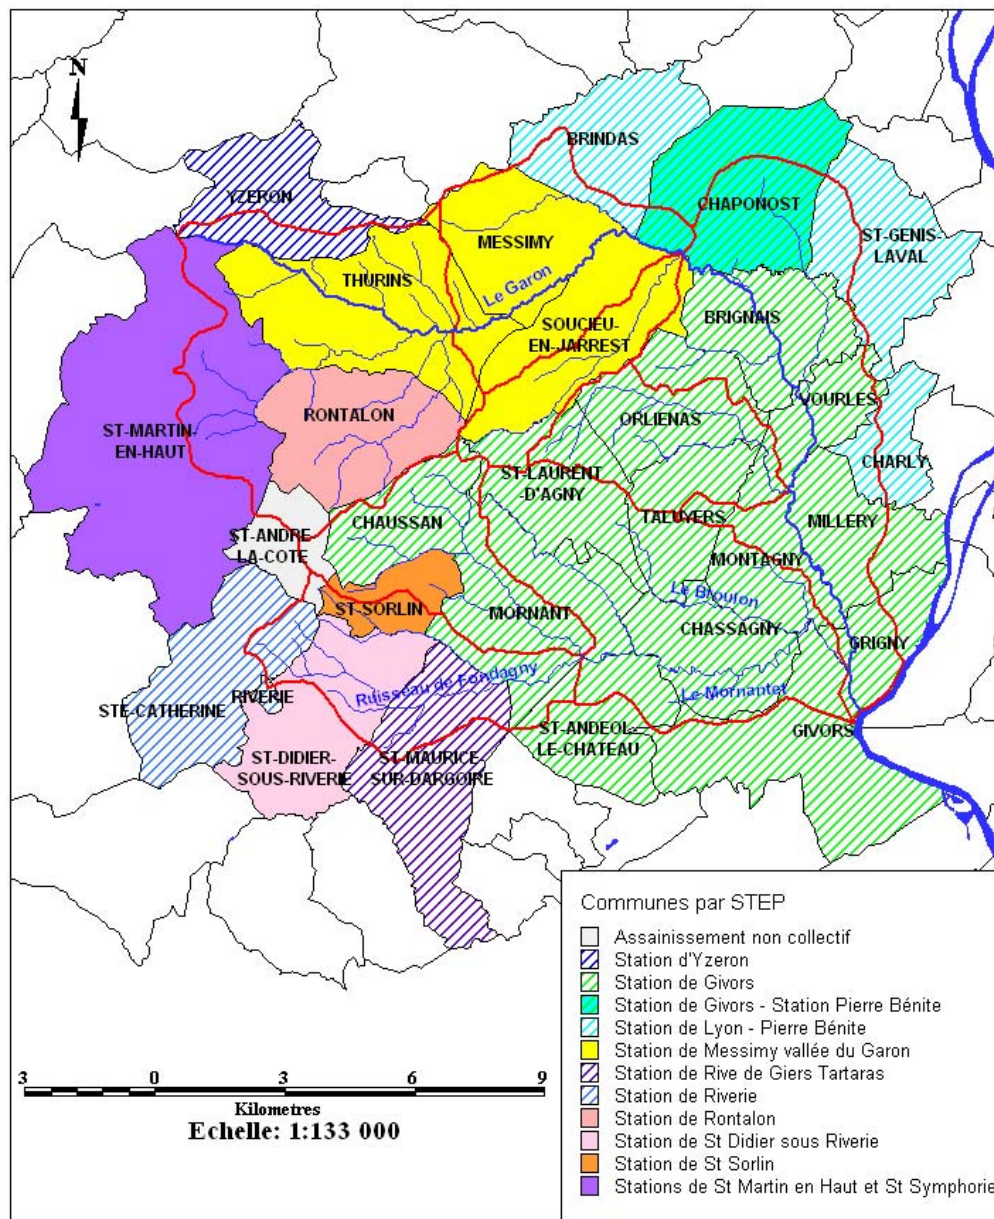 N
BRINDAS
YZERON
CHAPONOST
MESSIMY
ST-GENIS-
LAVAL
THURINS
Le Garon
SOUCIEU-
EN-JARREST
BRIGNAIS
VOURLES
RONTALON
ORLIENAS
ST-MARTIN-
EN-HAUT
CHARLY
ST-LAURENT
-D'AGNY
CHAUSSAN
TALUYERS
MILLERY
ST-ANDRE
LA-COTE
MONTAGNY
Le Broulon
ST-SORLIN
MORNANT
CHASSAGNY
GRIGNY
Ruisseau de Fondagny
RIVERIE
Le Mornantet
STE-CATHERINE
ST-ANDEOL-
LE-CHATEAU
GIVORS
ST-DIDIER-
SOUS-RIVERIE
ST-MAURICE-
SUR-DARGOIRE
Communes par STEP
Assainissement non collectif
Station d'Yzeron
Station de Givors
Station de Givors - Station Pierre Bénite
Station de Lyon - Pierre Bénite
Station de Messimy vallée du Garon
Station de Rive de Giers Tartaras
Station de Riverie
Station de Rontalon
Station de St Didier sous Riverie
Station de St Sorlin
Stations de St Martin en Haut et St Symphorie
3 0 3 6 9
Kilometres
Echelle: 1:133 000